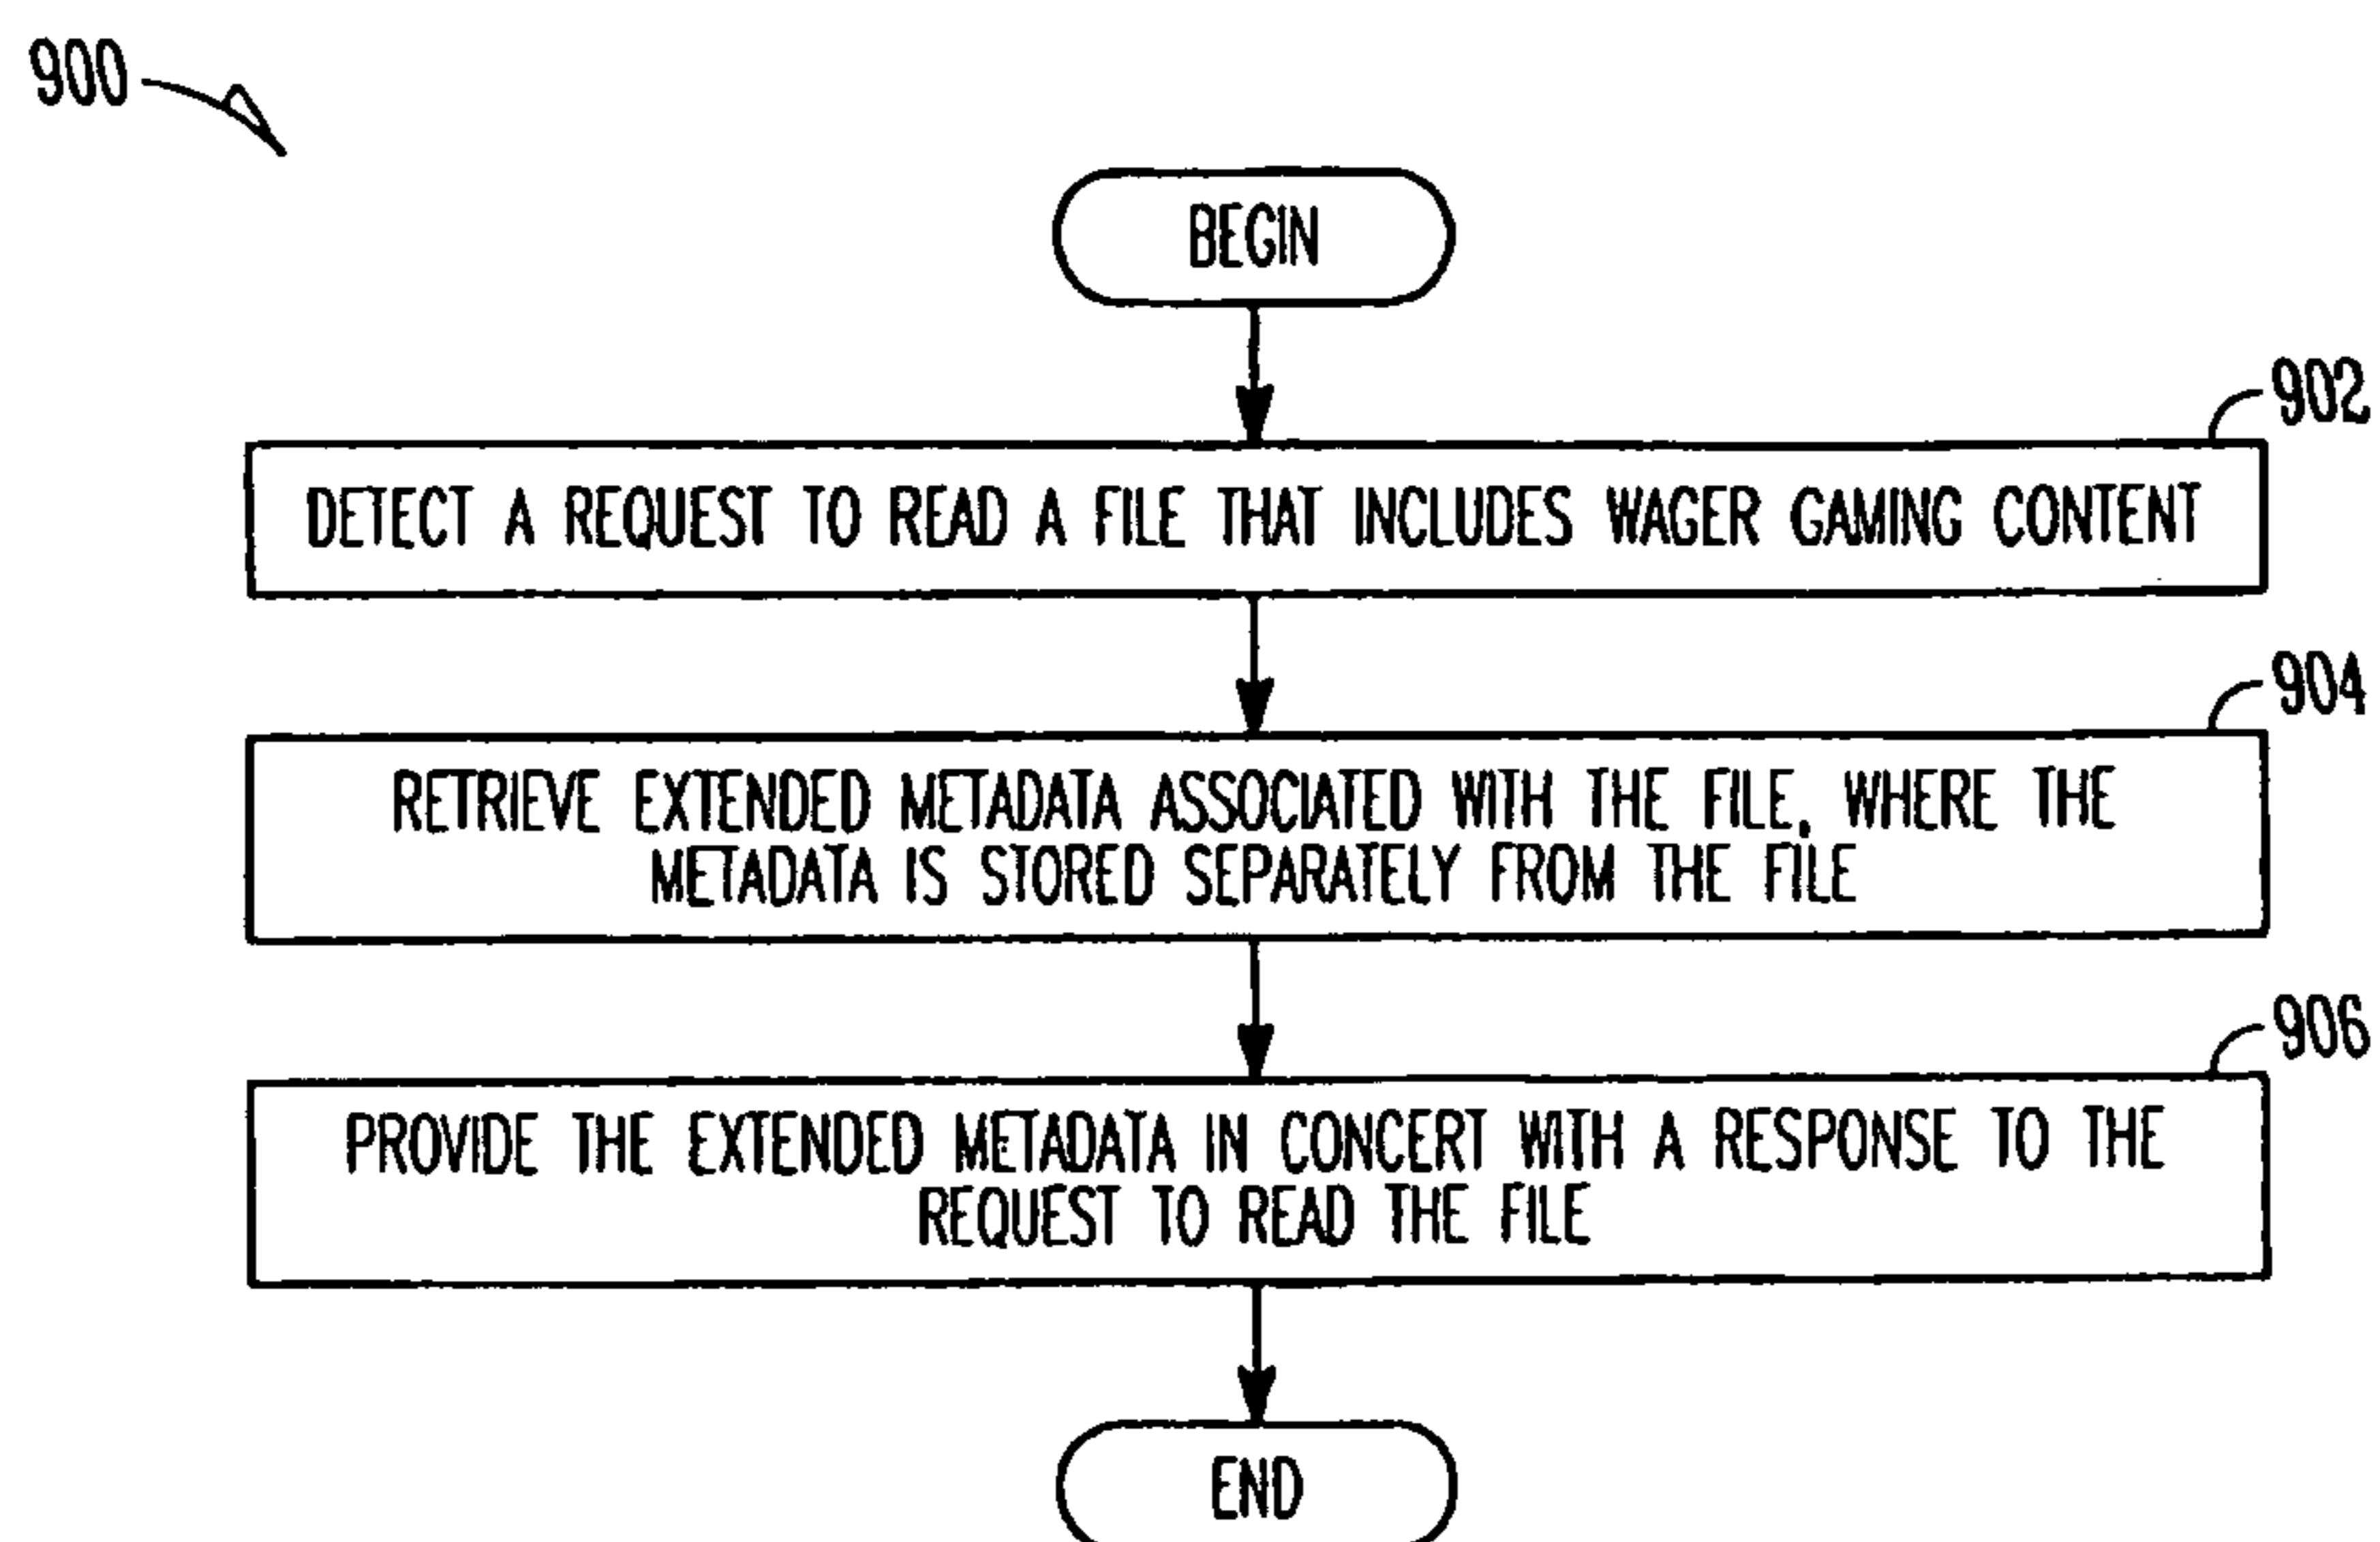 900
BEGIN
902
DETECT A REQUEST TO READ A FILE THAT INCLUDES WAGER GAMING CONTENT
904
RETRIEVE EXTENDED METADATA ASSOCIATED WITH THE FILE, WHERE THE
METADATA IS STORED SEPARATELY FROM THE FILE
906
PROVIDE THE EXTENDED METADATA IN CONCERT WITH A RESPONSE TO THE
REQUEST TO READ THE FILE
END